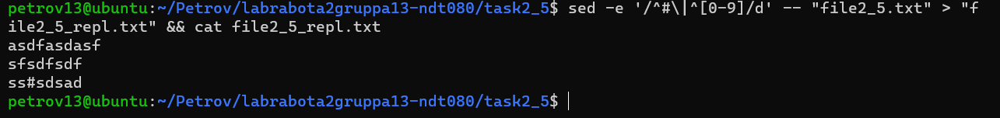 petrov13@ubuntu:~/Petrov/labrabota2gruppa13-ndt080/task2_5$ sed -e '/^#\|^[0-9]/d' -- "file2_5.txt" > "f
ile2_5_repl.txt" && cat file2_5_repl.txt
asdfasdasf
sfsdfsdf
ss#sdsad
petrov13@ubuntu:~/Petrov/labrabota2gruppa13-ndt080/task2_5$